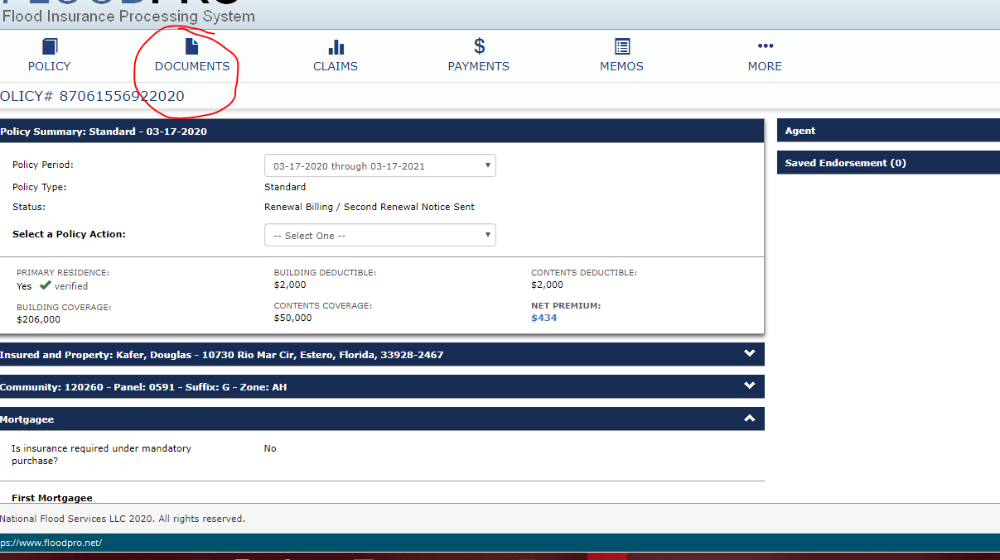 Flood Insurance Processing System
POLICY DOCUMENTS CLAIMS PAYMENTS MEMOS MORE
OLICY# 87061556922020
Policy Summary: Standard - 03-17-2020
Agent
Saved Endorsement (0)
Policy Period: 03-17-2020 through 03-17-2021
Policy Type: Standard
Status: Renewal Billing / Second Renewal Notice Sent
Select a Policy Action: -- Select One --
PRIMARY RESIDENCE: BUILDING DEDUCTIBLE: CONTENTS DEDUCTIBLE:
Yes verified $2,000 $2,000
BUILDING COVERAGE: CONTENTS COVERAGE: NET PREMIUM:
$206,000 $50,000 $434
Insured and Property: Kafer, Douglas - 10730 Rio Mar Cir, Estero, Florida, 33928-2467
Community: 120260 - Panel: 0591 - Suffix: G - Zone: AH
Mortgagee
Is insurance required under mandatory No
purchase?
First Mortgagee
National Flood Services LLC 2020. All rights reserved.
ps://www.floodpro.net/